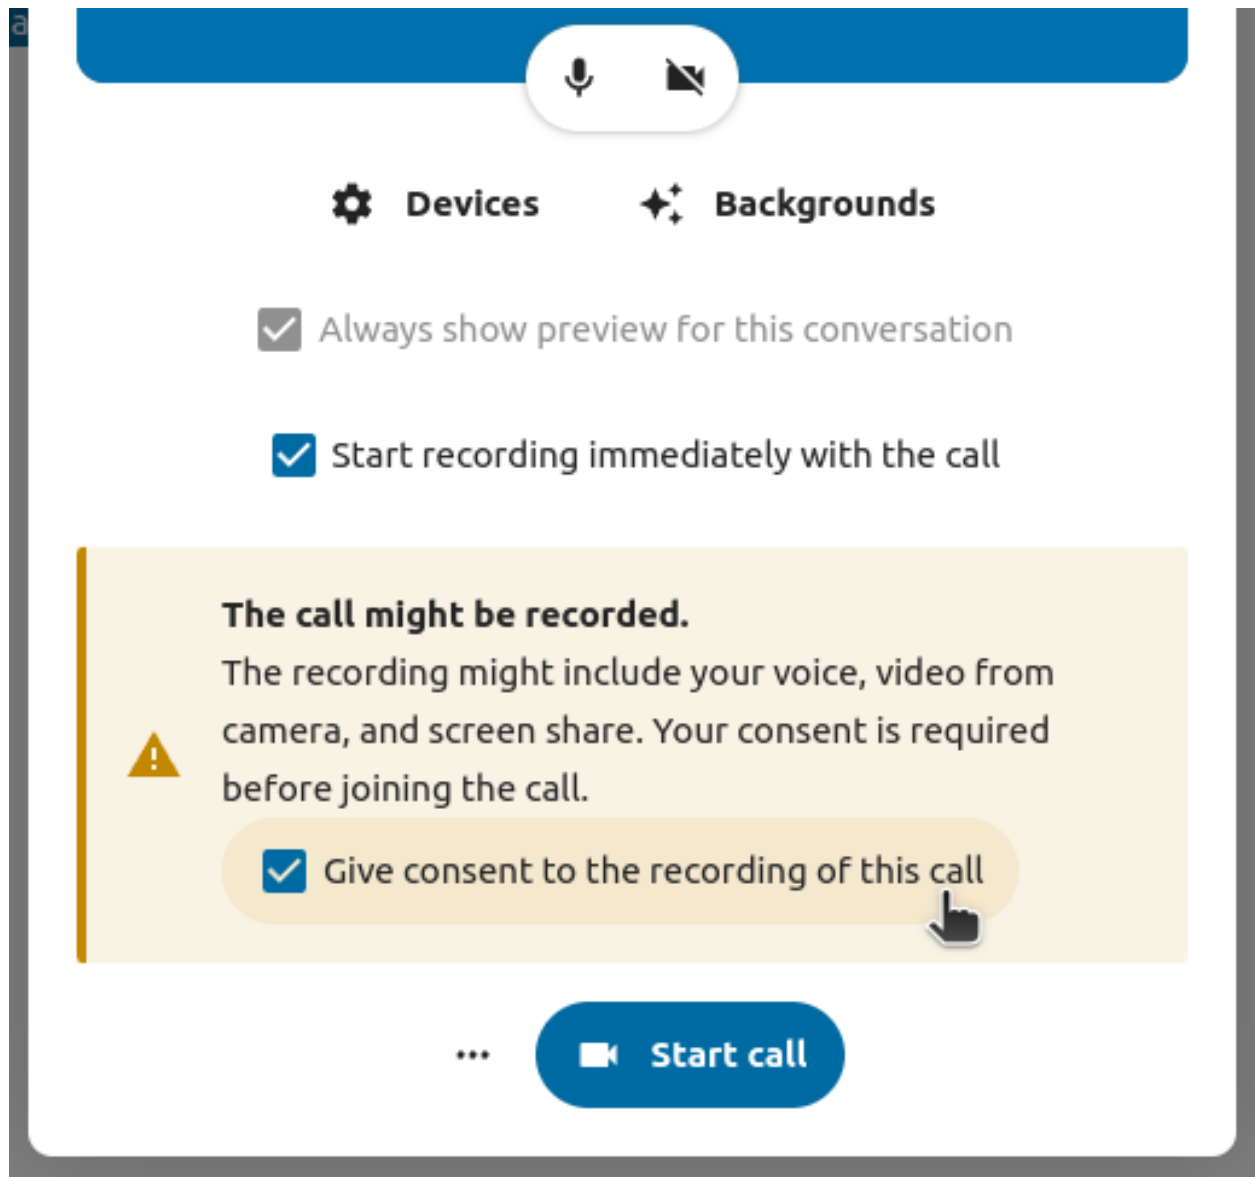 a
Devices
Backgrounds
Always show preview for this conversation
Start recording immediately with the call
The call might be recorded.
The recording might include your voice, video from
camera, and screen share. Your consent is required
before joining the call.
Give consent to the recording of this call
Start call